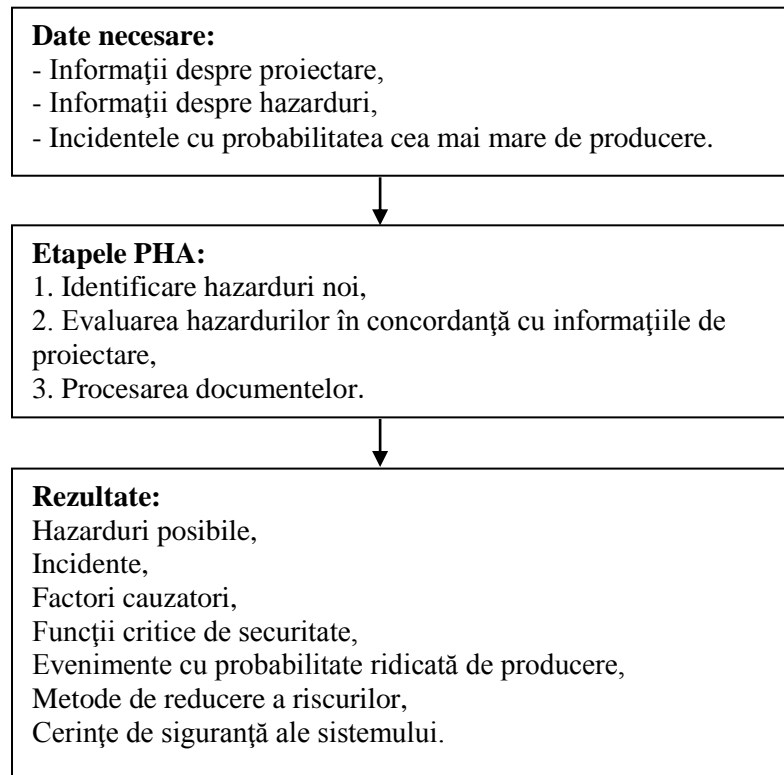 Date necesare:
- Informaţii despre proiectare,
- Informaţii despre hazarduri,
- Incidentele cu probabilitatea cea mai mare de producere.
Etapele PHA:
1. Identificare hazarduri noi,
2. Evaluarea hazardurilor în concordanţă cu informaţiile de
proiectare,
3. Procesarea documentelor.
Rezultate:
Hazarduri posibile,
Incidente,
Factori cauzatori,
Funcţii critice de securitate,
Evenimente cu probabilitate ridicată de producere,
Metode de reducere a riscurilor,
Cerinţe de siguranţă ale sistemului.